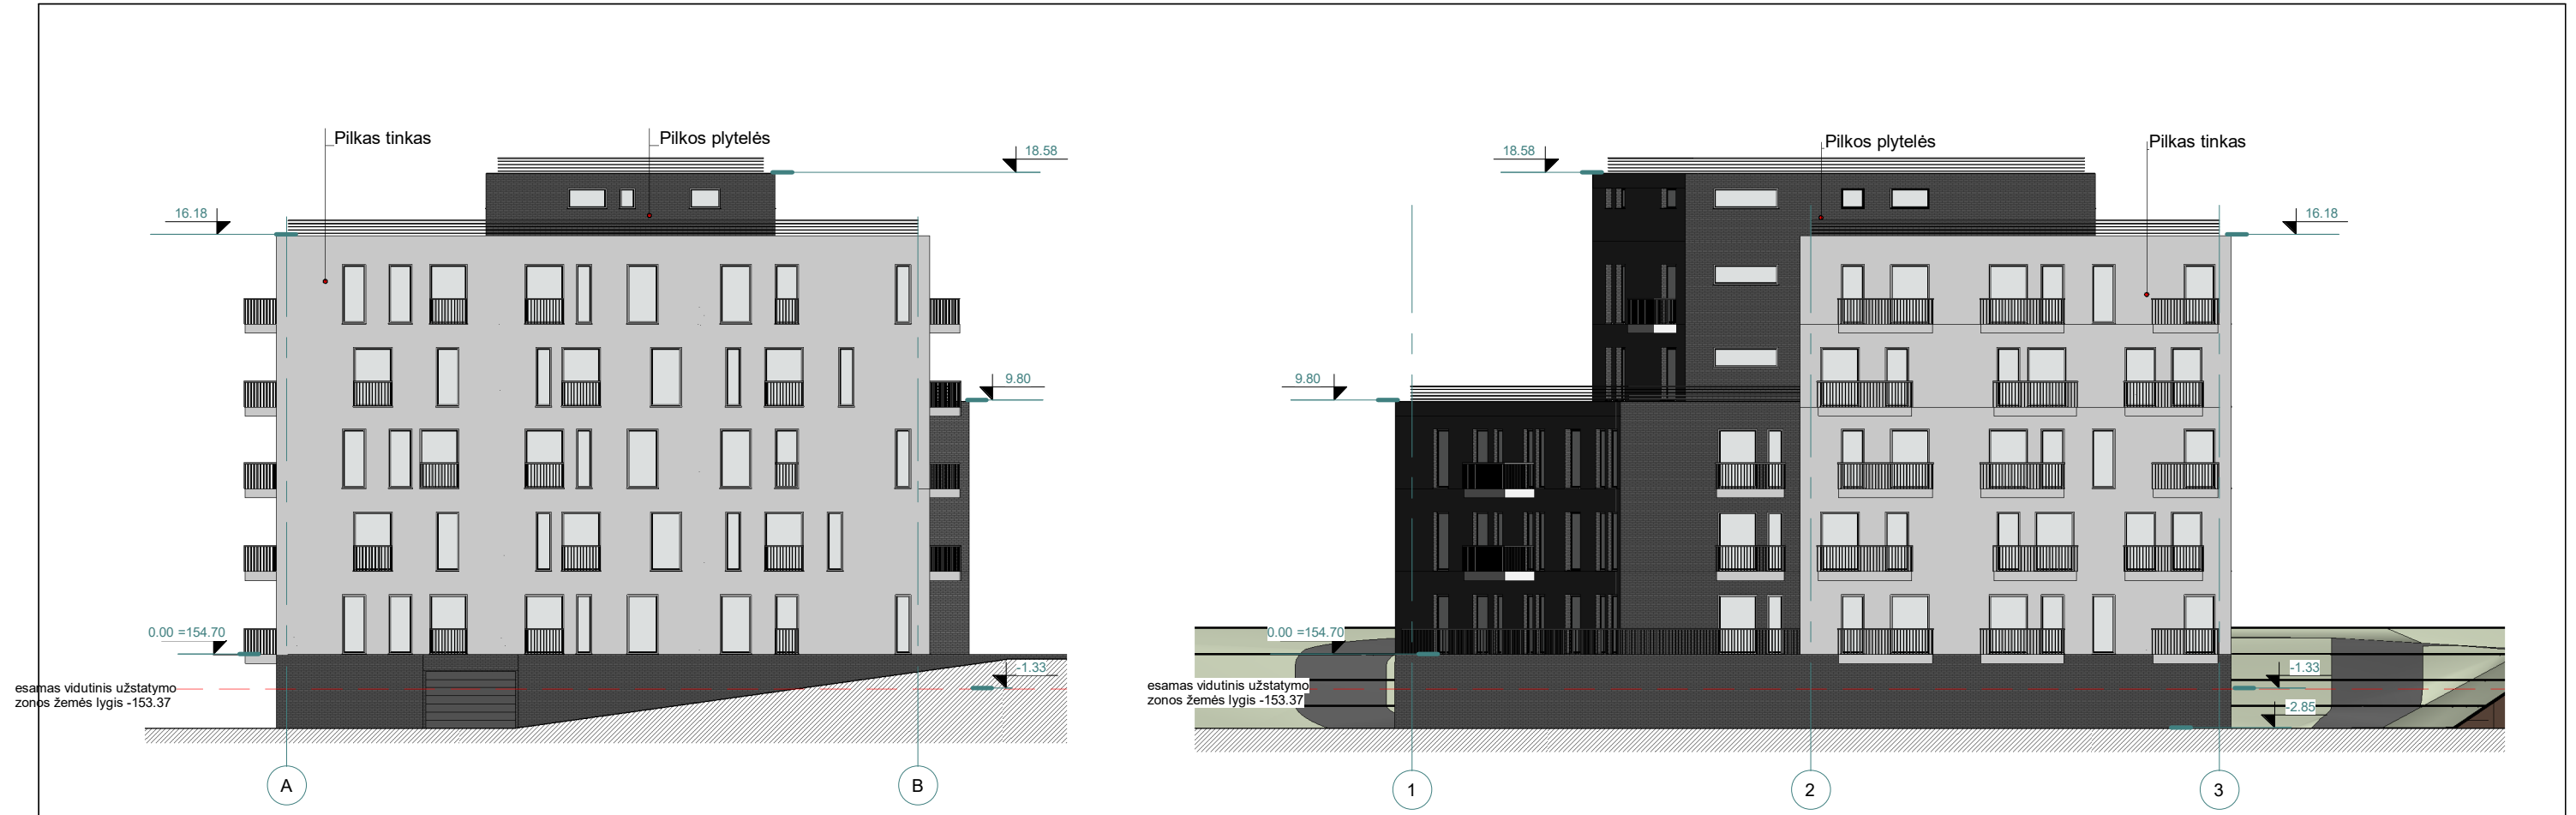 Pilkas tinkas
Pilkos plytelės
18.58
16.18
9.80
0.00 =154.70
-1.33
esamas vidutinis užstatymo
zonos žemės lygis -153.37
A
B
Pilkos plytelės
Pilkas tinkas
18.58
16.18
9.80
0.00 =154.70
-1.33
esamas vidutinis užstatymo
zonos žemės lygis -153.37
-2.85
1
2
3